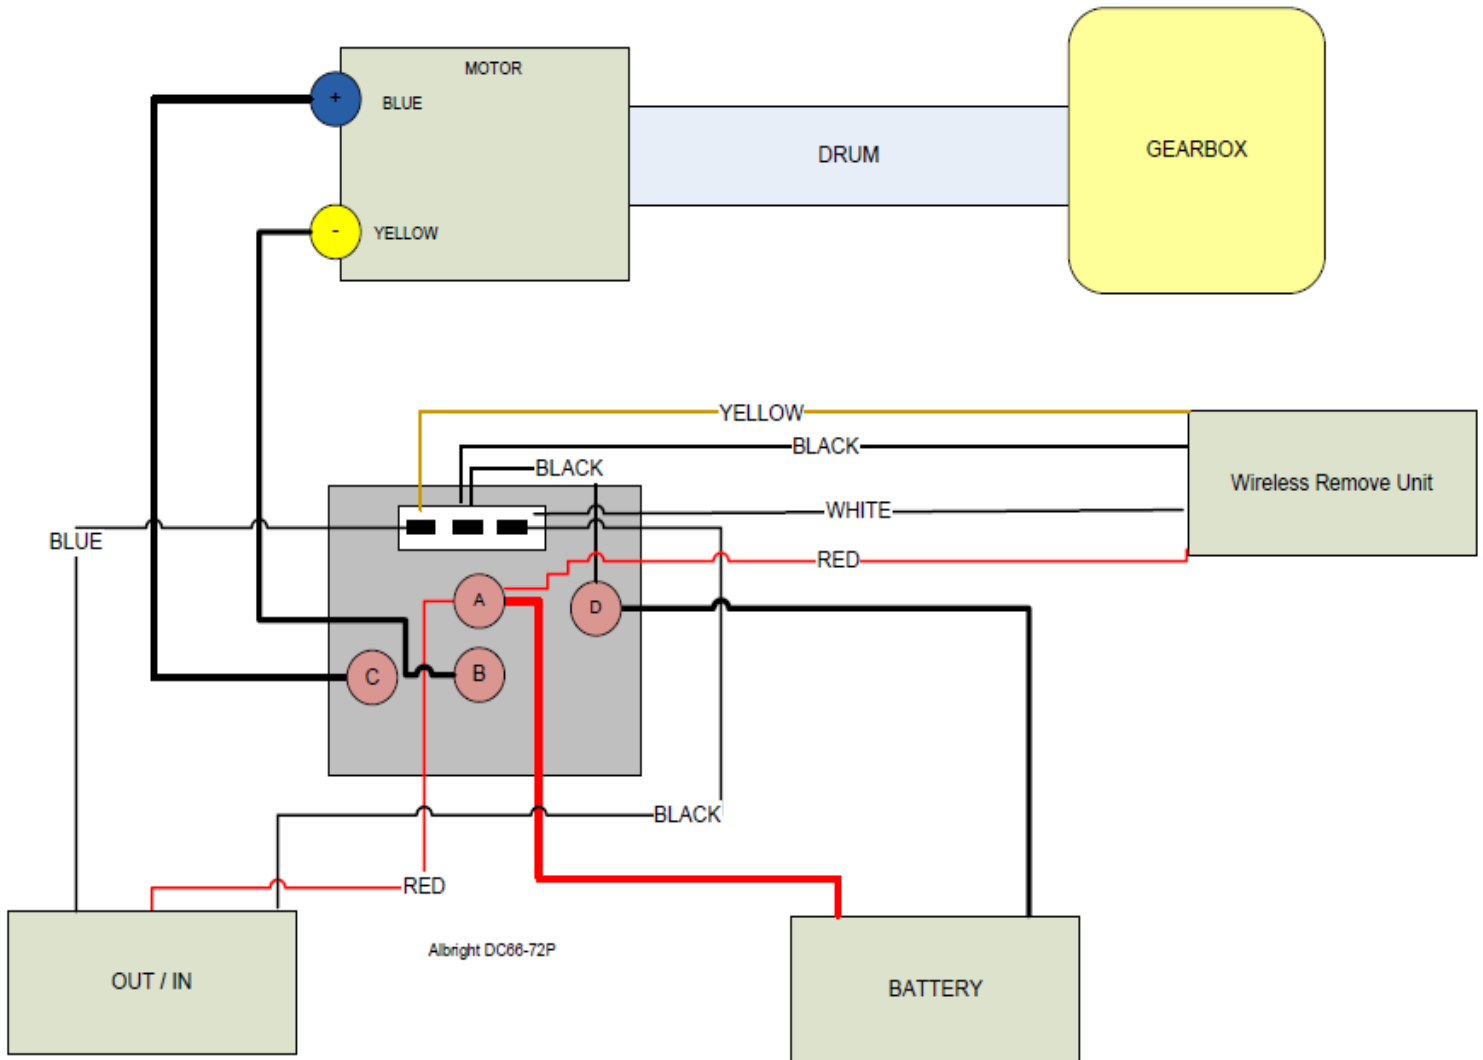 MOTOR
+
BLUE
DRUM
GEARBOX
-
YELLOW
YELLOW
BLACK
BLACK
Wireless Remove Unit
WHITE
BLUE
RED
A
D
C
B
BLACK
RED
Albright DC66-72P
OUT / IN
BATTERY